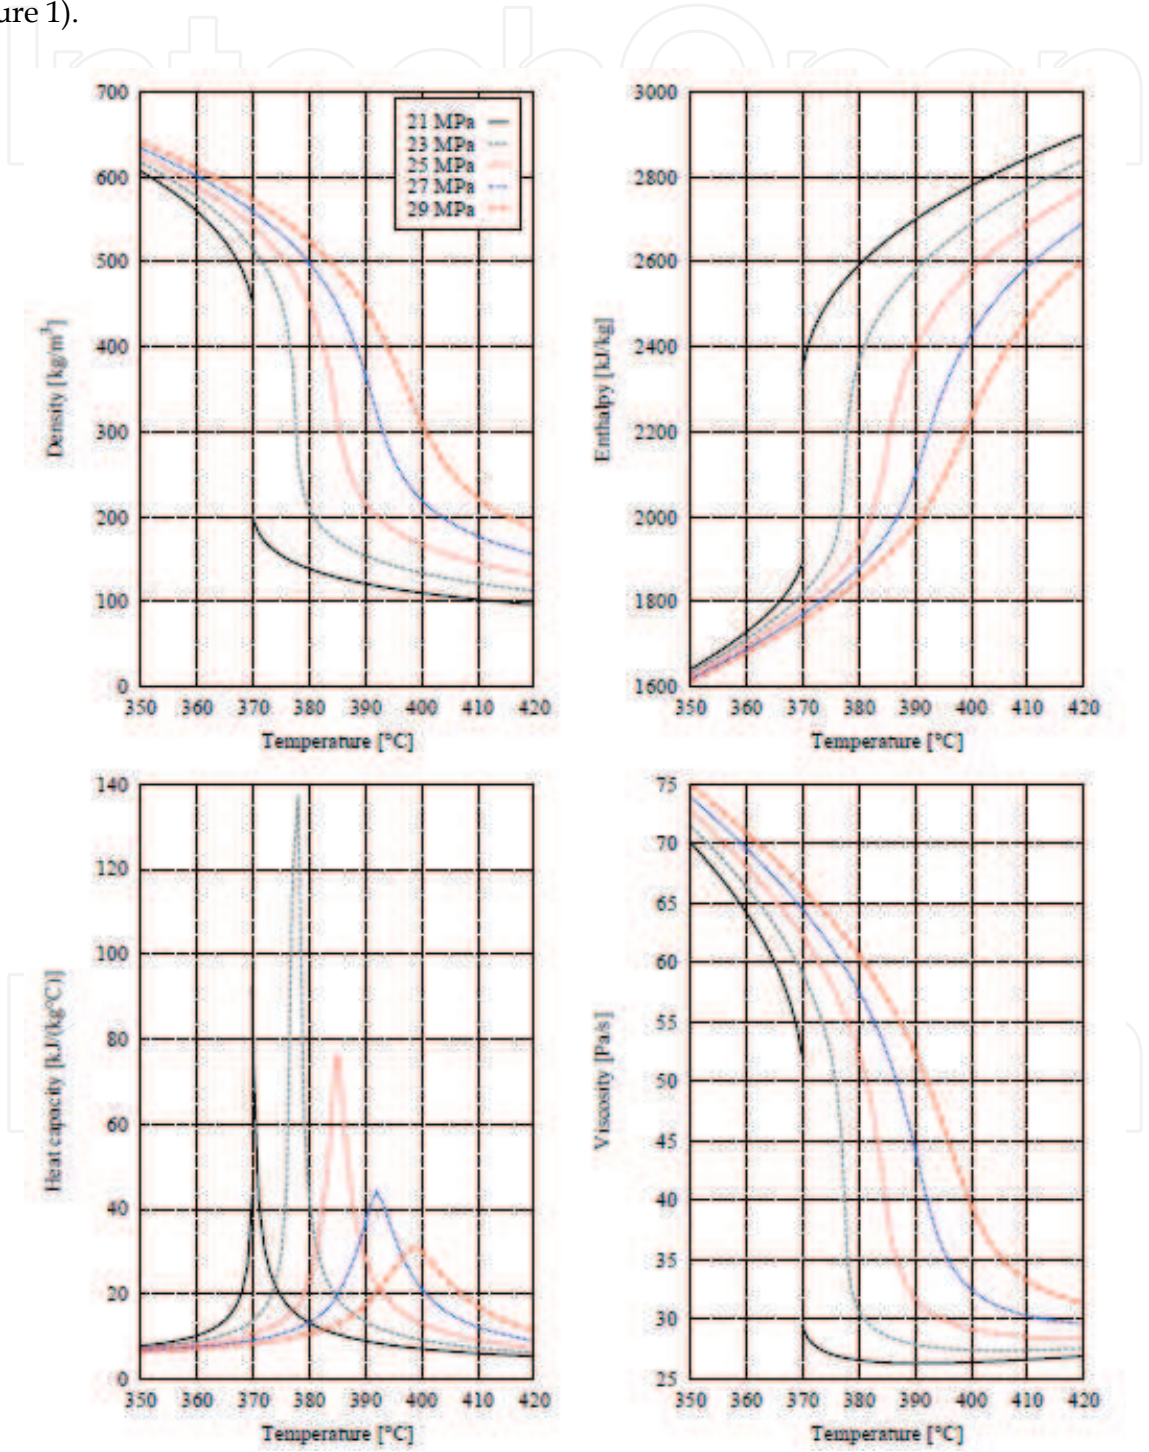 ure 1).
IntechOpen
700
600
500
400
300
200
100
0
Density [kg/m³]
21 MPa
23 MPa
25 MPa
27 MPa
29 MPa
350 360 370 380 390 400 410 420
Temperature [°C]
3000
2800
2600
2400
2200
2000
1800
1600
Enthalpy [kJ/kg]
350 360 370 380 390 400 410 420
Temperature [°C]
140
120
100
80
60
40
20
0
Heat capacity [kJ/(kg°C)]
350 360 370 380 390 400 410 420
Temperature [°C]
75
70
65
60
55
50
45
40
35
30
25
Viscosity [Pa/s]
350 360 370 380 390 400 410 420
Temperature [°C]